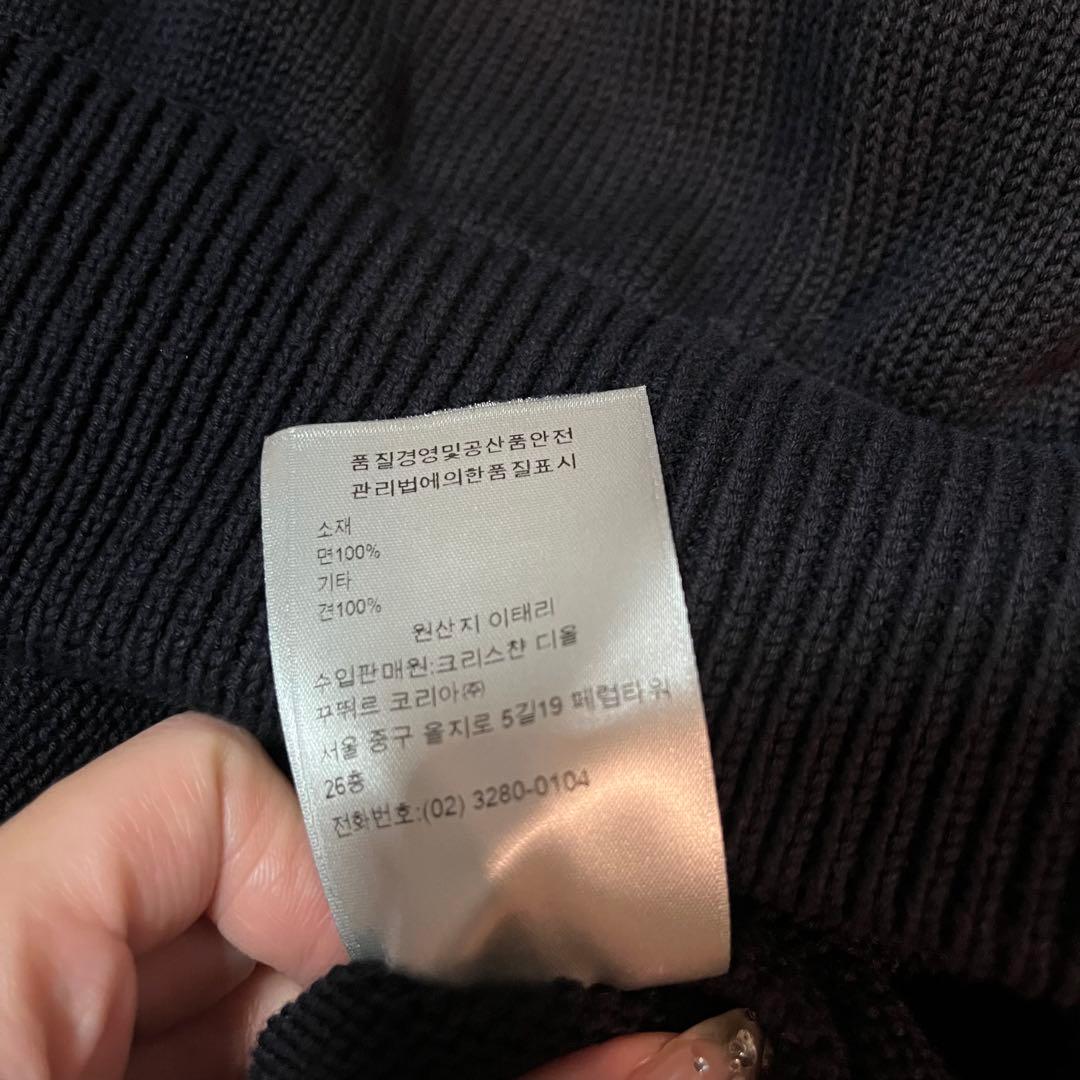 품질경영및공산품안전
관리법에의한품질표시
소재
면100%
기타
견100%
원산지 이태리
수입판매원:크리스챤 디올
꾸뛰르 코리아㈜
서울 중구 을지로 5길19 페럼타워
26층
전화번호:(02) 3280-0104